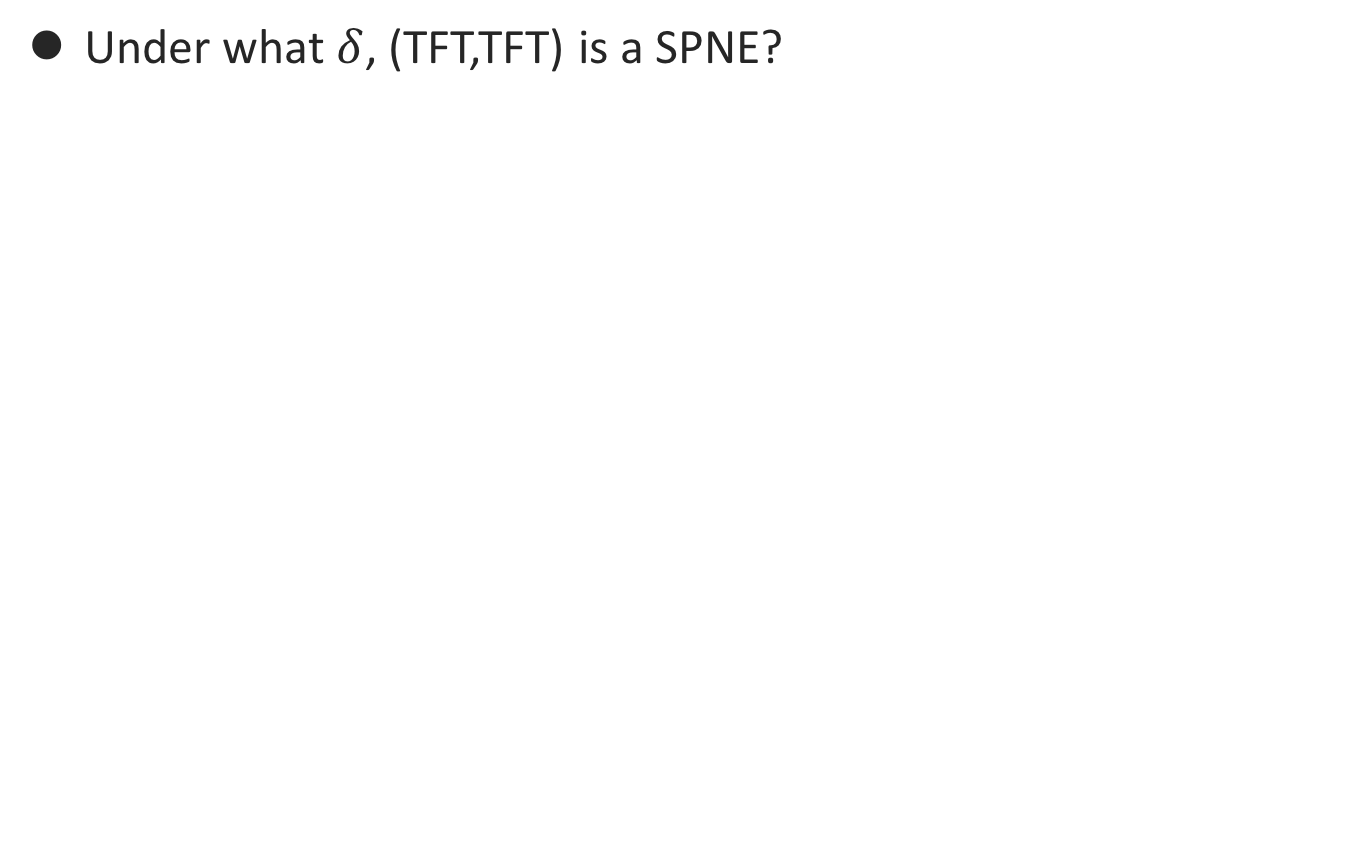 ● Under what 𝛿, (TFT,TFT) is a SPNE?